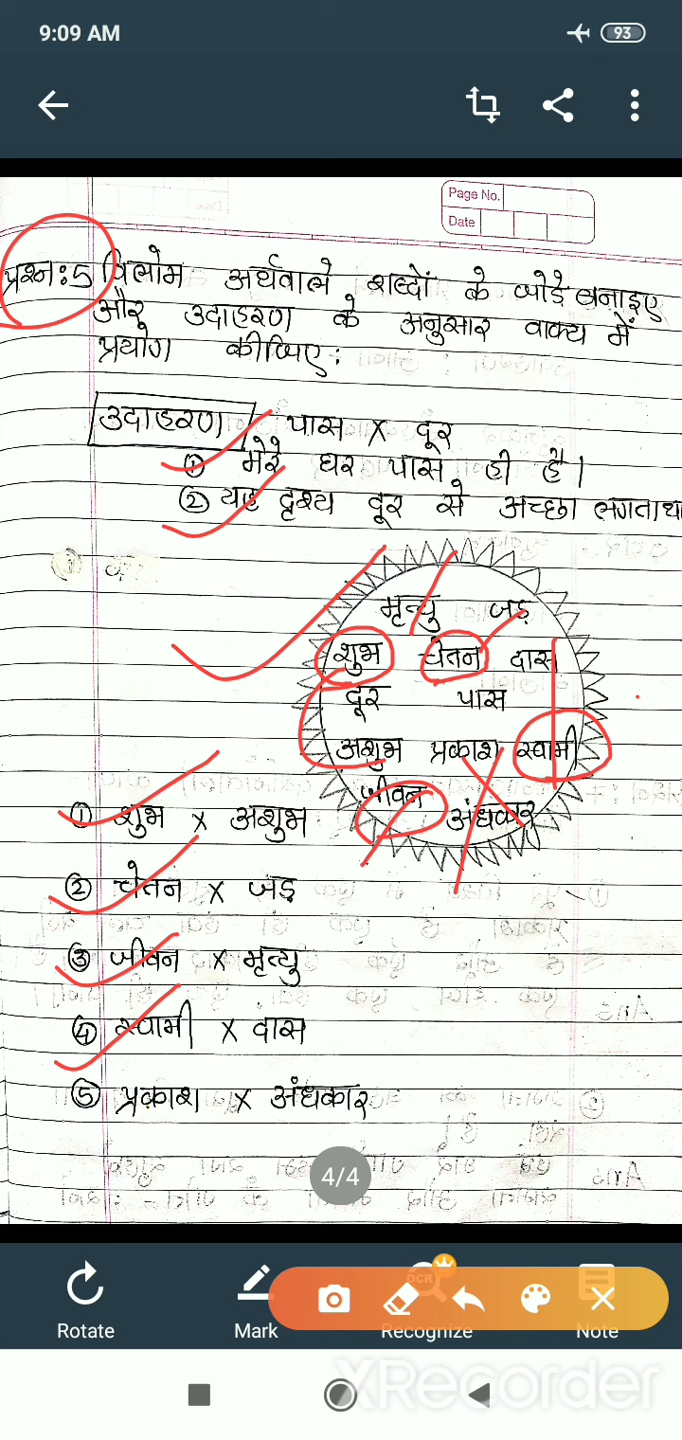 9:09 AM
93
Page No.
Date
प्रश्न:5 विलोम अर्थवाले शब्दों के जोड़े बनाइए
और उदाहरण के अनुसार वाक्य में
प्रयोग कीजिए:
उदाहरण पास X दूर
① मेरे घर पास ही है।
② यह दृश्य दूर से अच्छा लगता था
मृत्यु जड़
शुभ चेतन दास
दूर पास
अशुभ प्रकाश स्वामी
जीवन अंधकार
① शुभ X अशुभ
② चेतन X जड़
③ जीवन X मृत्यु
④ स्वामी X दास
⑤ प्रकाश X अंधकार
4/4
OCR
Rotate Mark Recognize Note
XRecorder